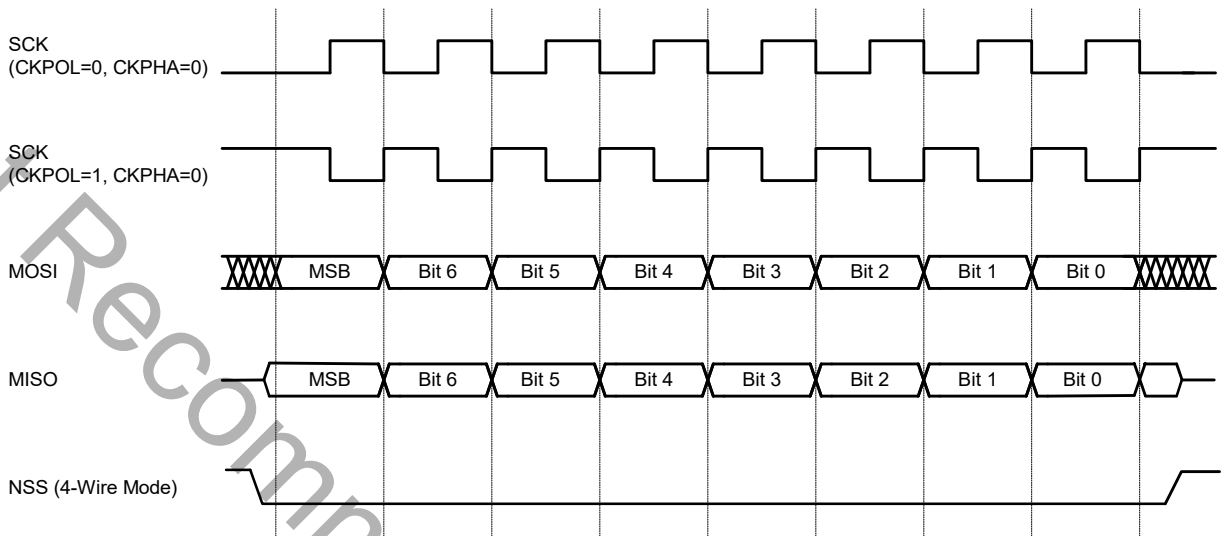 SCK
(CKPOL=0, CKPHA=0)
SCK
(CKPOL=1, CKPHA=0)
MOSI MSB Bit 6 Bit 5 Bit 4 Bit 3 Bit 2 Bit 1 Bit 0
MISO MSB Bit 6 Bit 5 Bit 4 Bit 3 Bit 2 Bit 1 Bit 0
NSS (4-Wire Mode)